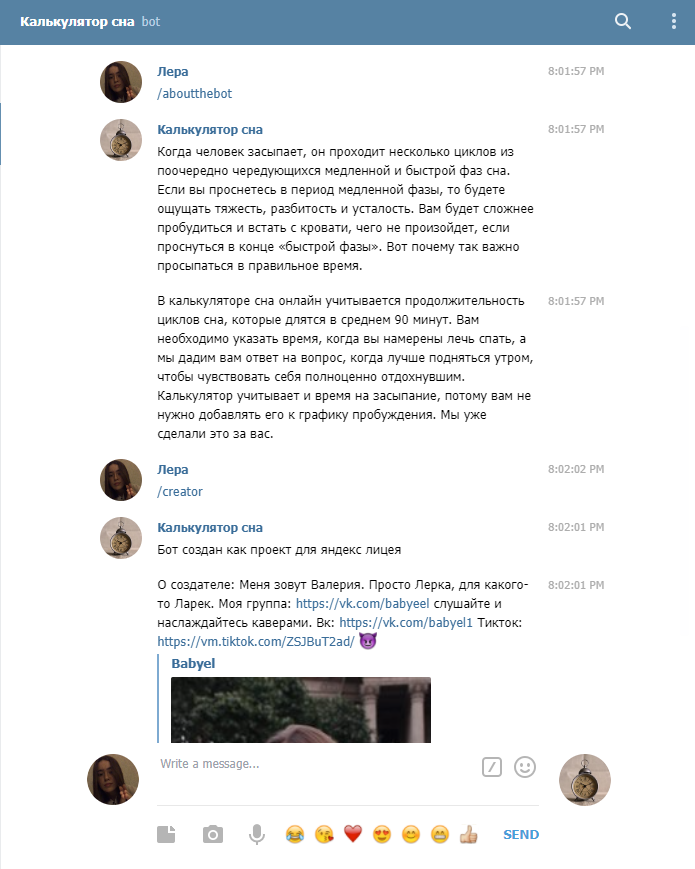 Калькулятор сна bot
Лера 8:01:57 PM
/aboutthebot
Калькулятор сна 8:01:57 PM
Когда человек засыпает, он проходит несколько циклов из
поочередно чередующихся медленной и быстрой фаз сна.
Если вы проснетесь в период медленной фазы, то будете
ощущать тяжесть, разбитость и усталость. Вам будет сложнее
пробудиться и встать с кровати, чего не произойдет, если
проснуться в конце «быстрой фазы». Вот почему так важно
просыпаться в правильное время.
В калькуляторе сна онлайн учитывается продолжительность 8:01:57 PM
циклов сна, которые длятся в среднем 90 минут. Вам
необходимо указать время, когда вы намерены лечь спать, а
мы дадим вам ответ на вопрос, когда лучше подняться утром,
чтобы чувствовать себя полноценно отдохнувшим.
Калькулятор учитывает и время на засыпание, потому вам не
нужно добавлять его к графику пробуждения. Мы уже
сделали это за вас.
Лера 8:02:02 PM
/creator
Калькулятор сна 8:02:01 PM
Бот создан как проект для яндекс лицея
О создателе: Меня зовут Валерия. Просто Лерка, для какого- 8:02:01 PM
то Ларек. Моя группа: https://vk.com/babyeel слушайте и
наслаждайтесь каверами. Вк: https://vk.com/babyel1 Тикток:
https://vm.tiktok.com/ZSJBuT2ad/ 😈
Babyel
Write a message...
SEND